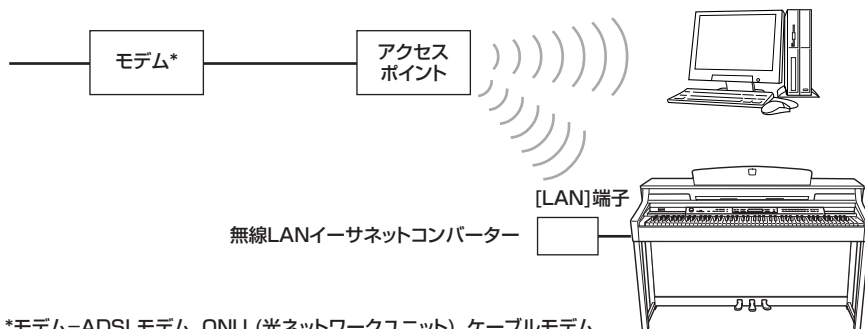 モデム*
アクセス
ポイント
[LAN]端子
無線LANイーサネットコンバーター
*モデム=ADSLモデム、ONU (光ネットワークユニット)、ケーブルモデム